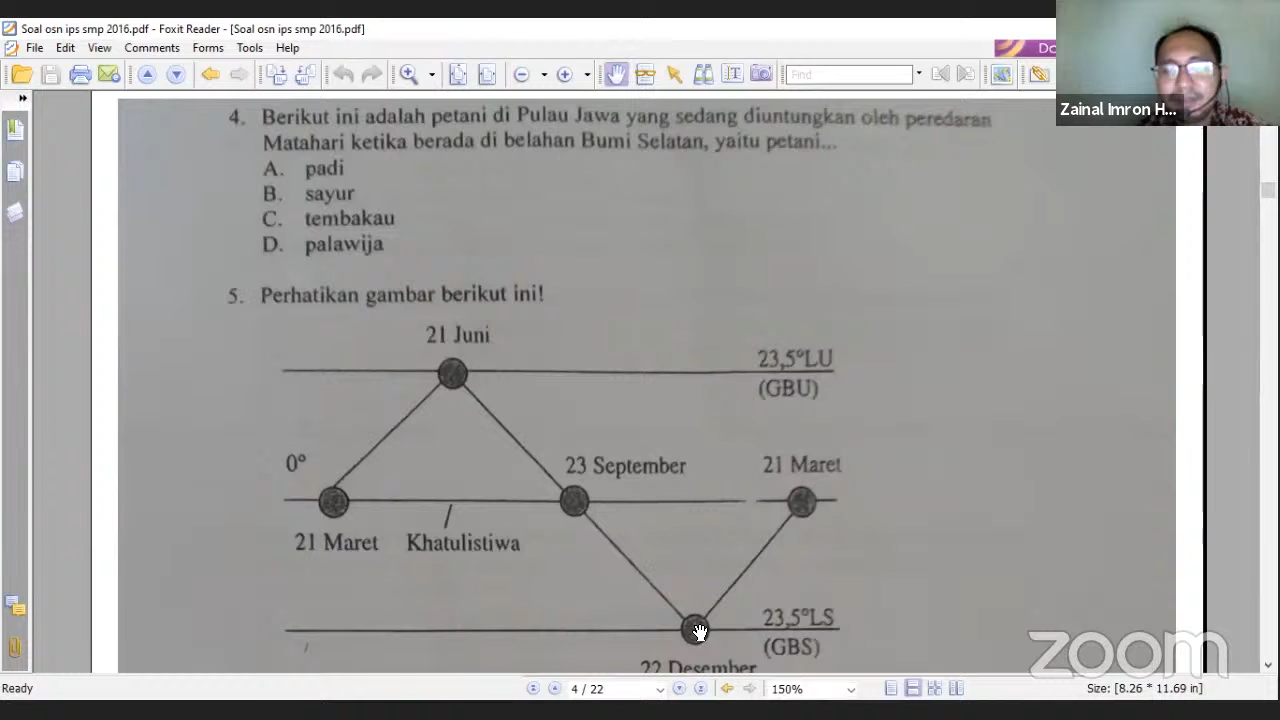 Soal osn ips smp 2016.pdf - Foxit Reader - [Soal osn ips smp 2016.pdf]
File Edit View Comments Forms Tools Help
Find
Zainal Imron H...
4. Berikut ini adalah petani di Pulau Jawa yang sedang diuntungkan oleh peredaran
Matahari ketika berada di belahan Bumi Selatan, yaitu petani...
A. padi
B. sayur
C. tembakau
D. palawija
5. Perhatikan gambar berikut ini!
21 Juni
23,5°LU
(GBU)
0°
23 September
21 Maret
21 Maret
Khatulistiwa
23,5°LS
(GBS)
22 Desember
zoom
Ready
4 / 22
150%
Size: [8.26 * 11.69 in]